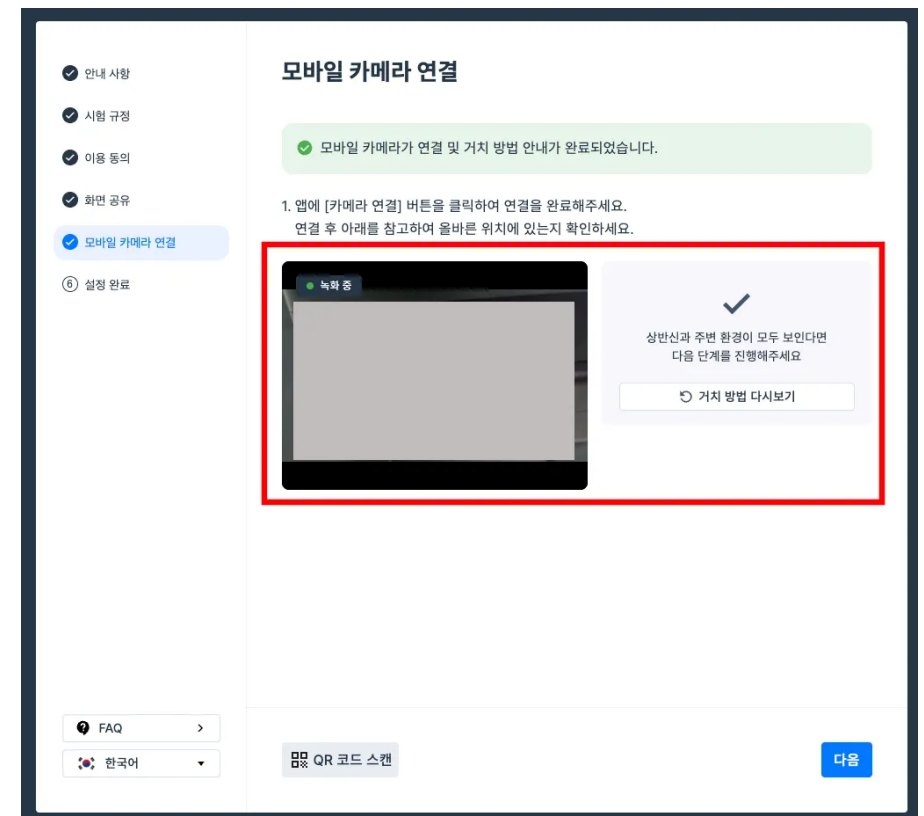 안내 사항
시험 규정
이용 동의
화면 공유
모바일 카메라 연결
6 설정 완료
FAQ
한국어
모바일 카메라 연결
모바일 카메라가 연결 및 거치 방법 안내가 완료되었습니다.
1. 앱에 [카메라 연결] 버튼을 클릭하여 연결을 완료해주세요.
연결 후 아래를 참고하여 올바른 위치에 있는지 확인하세요.
녹화 중
상반신과 주변 환경이 모두 보인다면
다음 단계를 진행해주세요
거치 방법 다시보기
QR 코드 스캔
다음